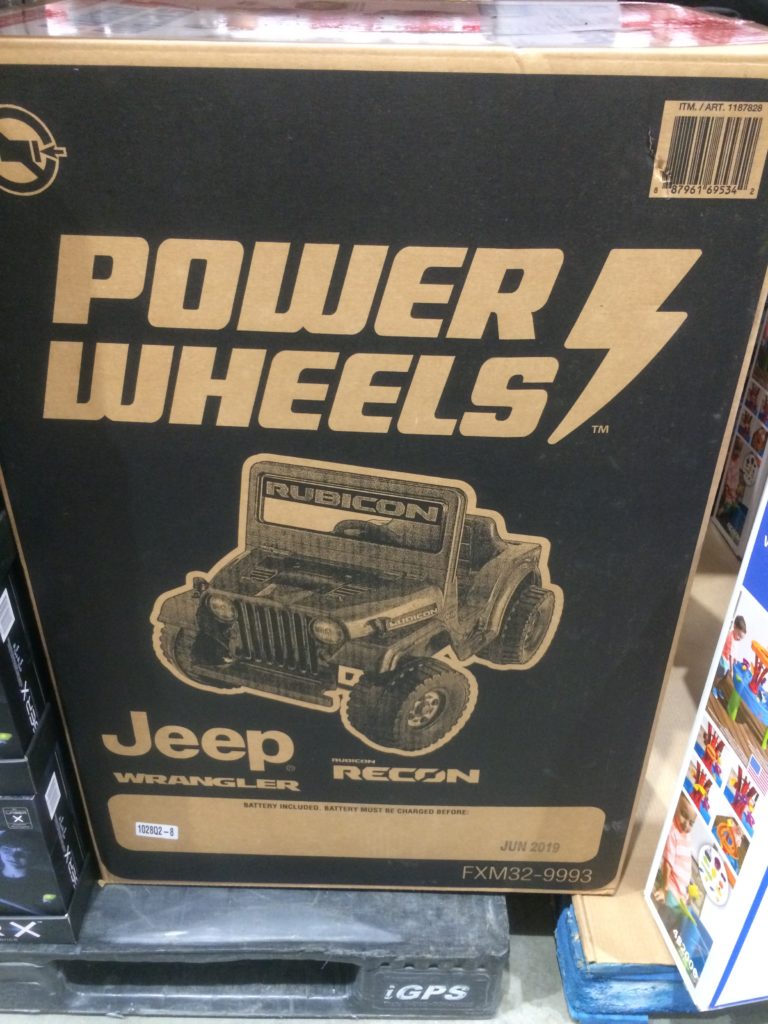 ITM. / ART. 1187828
8 87961 69534 2
POWER
WHEELS
TM
RUBICON
RUBICON
Jeep®
WRANGLER
RUBICON
RECON
BATTERY INCLUDED. BATTERY MUST BE CHARGED BEFORE:
102802-8
JUN 2019
FXM32-9993
X
iGPS